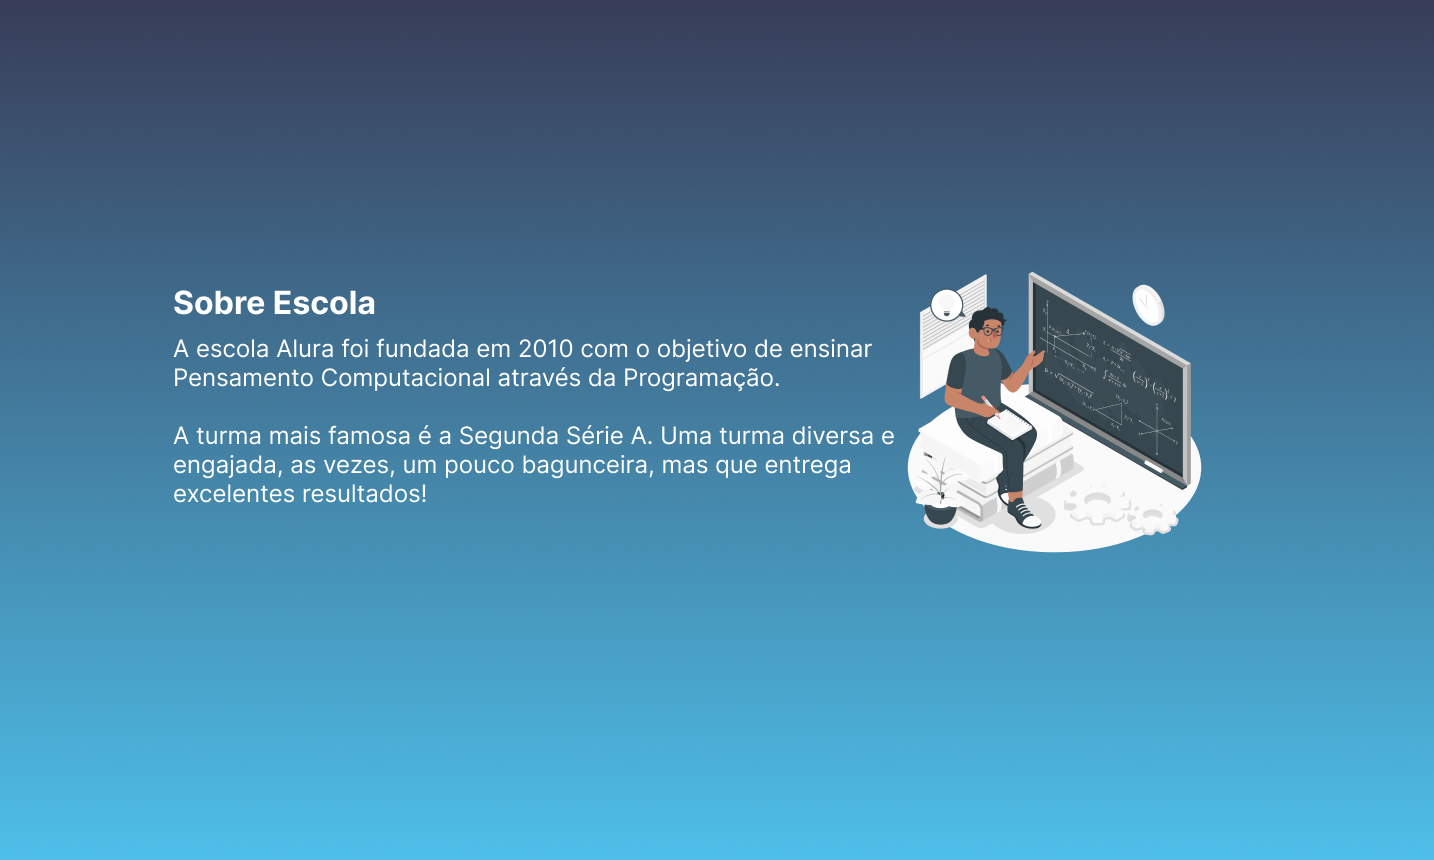 Sobre Escola
A escola Alura foi fundada em 2010 com o objetivo de ensinar
Pensamento Computacional através da Programação.
A turma mais famosa é a Segunda Série A. Uma turma diversa e
engajada, as vezes, um pouco bagunceira, mas que entrega
excelentes resultados!